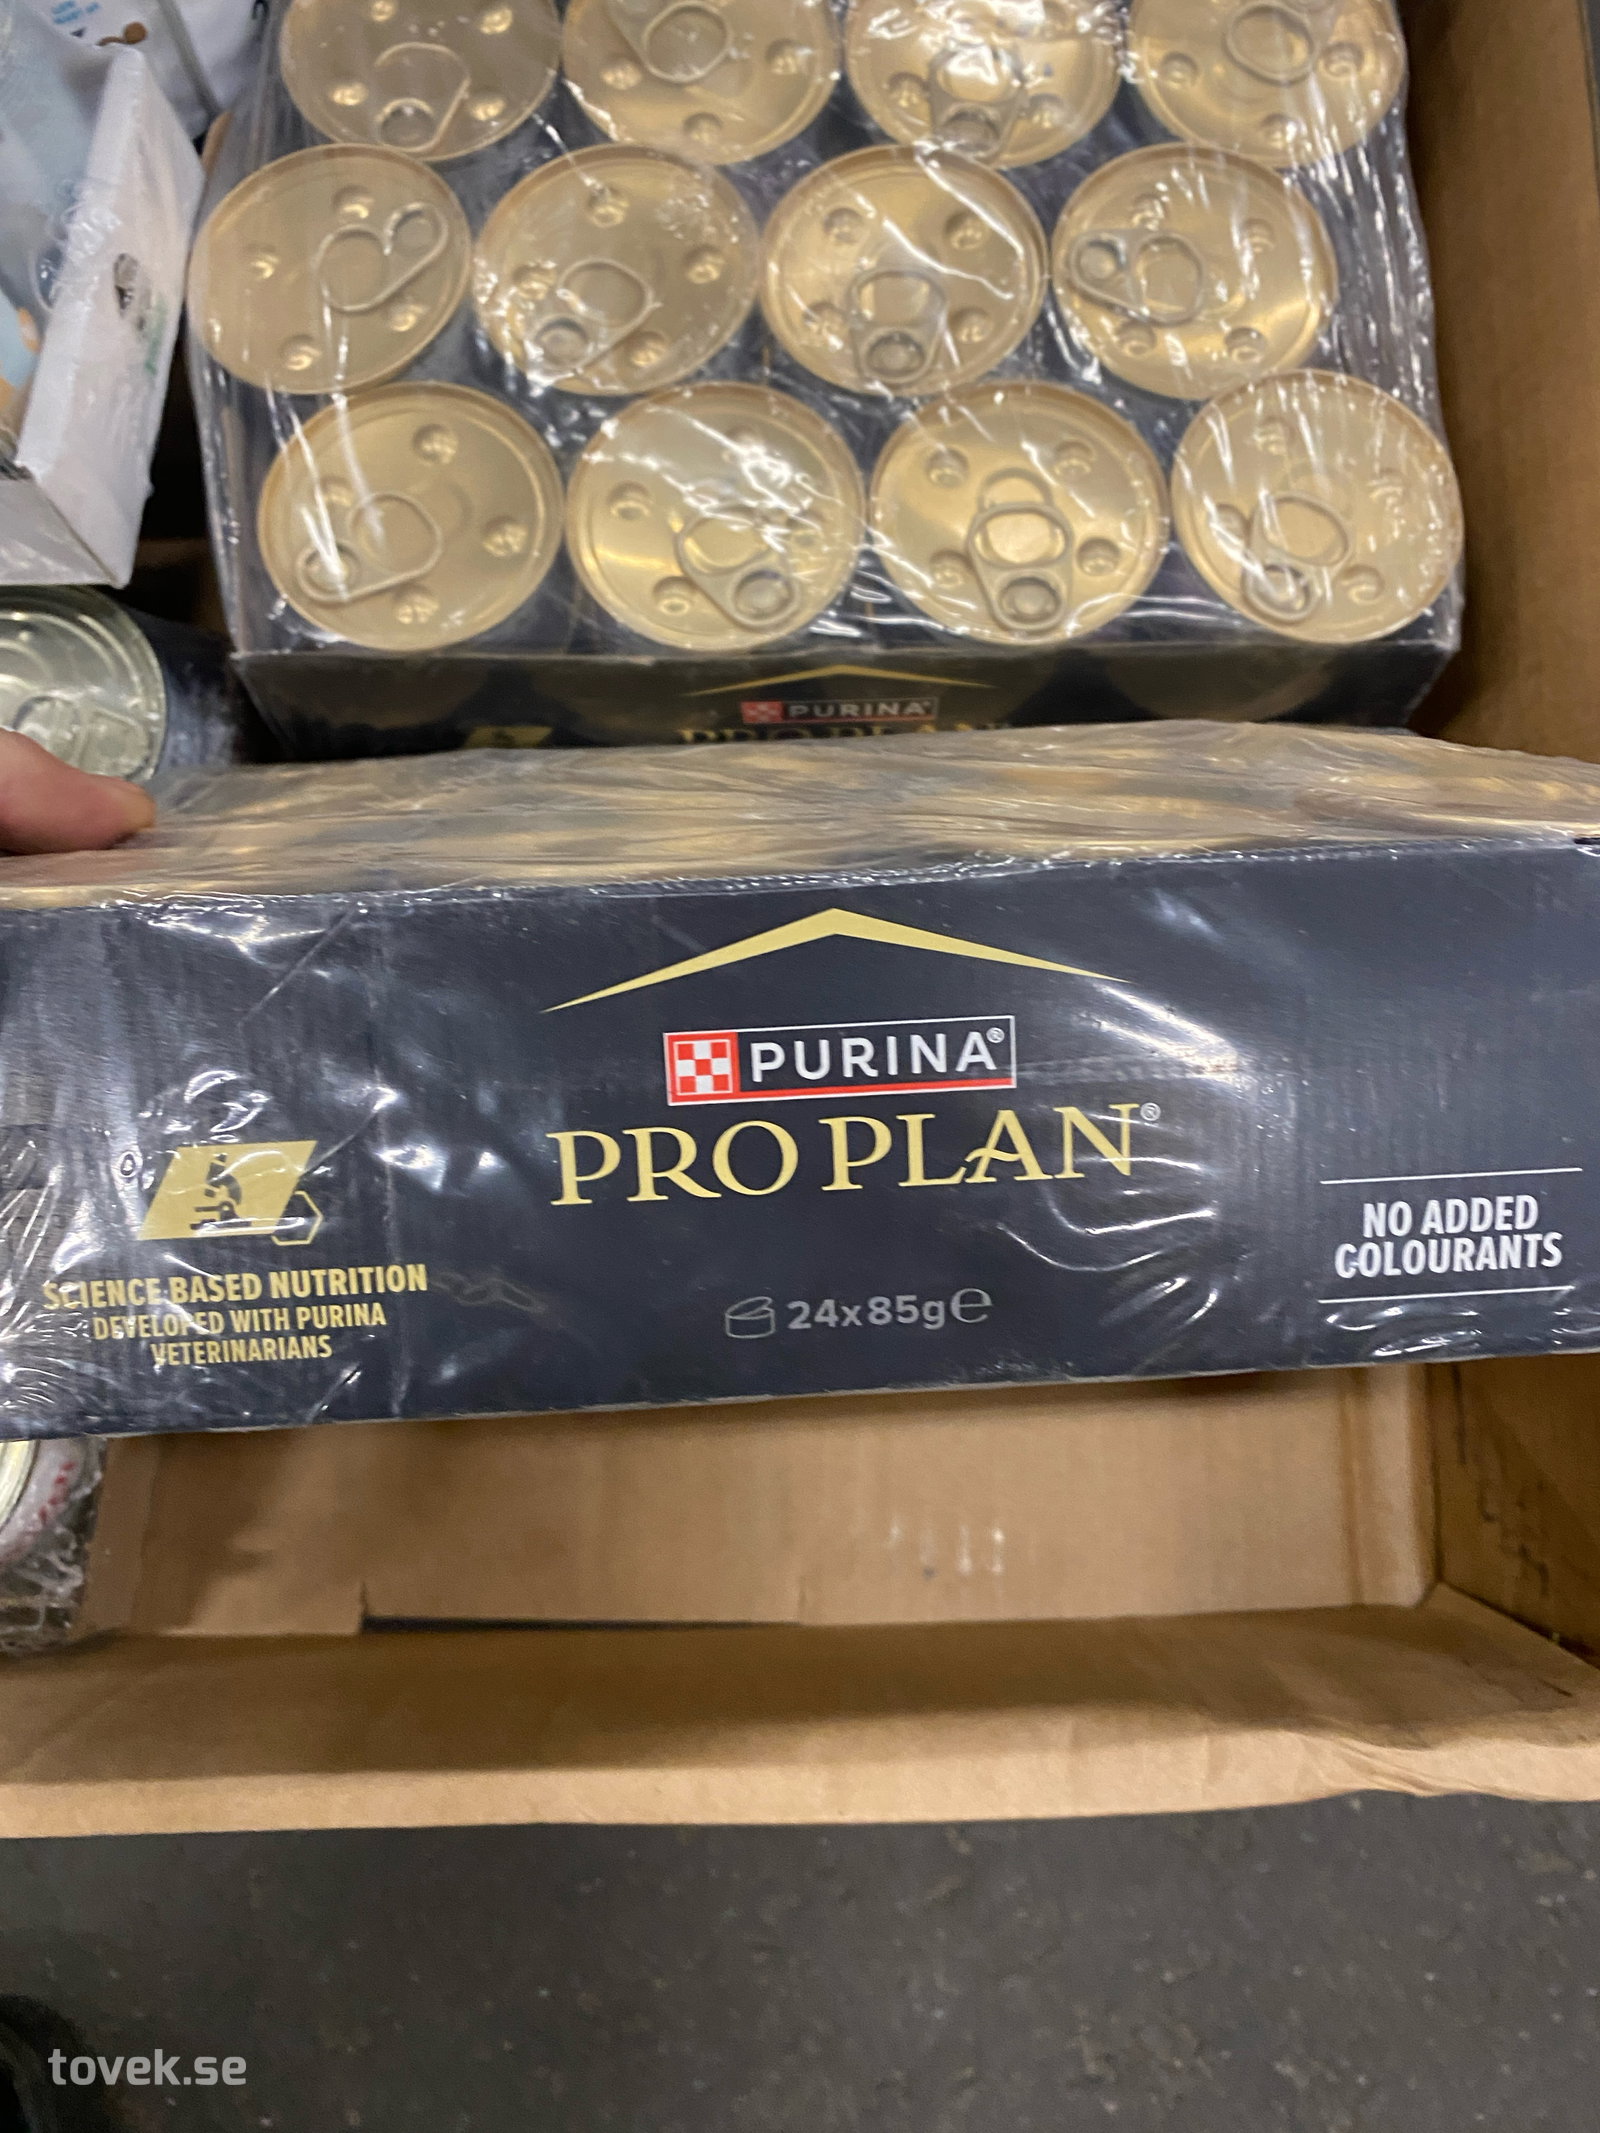 PURINA®
PURINA®
PRO PLAN®
SCIENCE-BASED NUTRITION
DEVELOPED WITH PURINA
VETERINARIANS
24x85g℮
NO ADDED
COLOURANTS
tovek.se